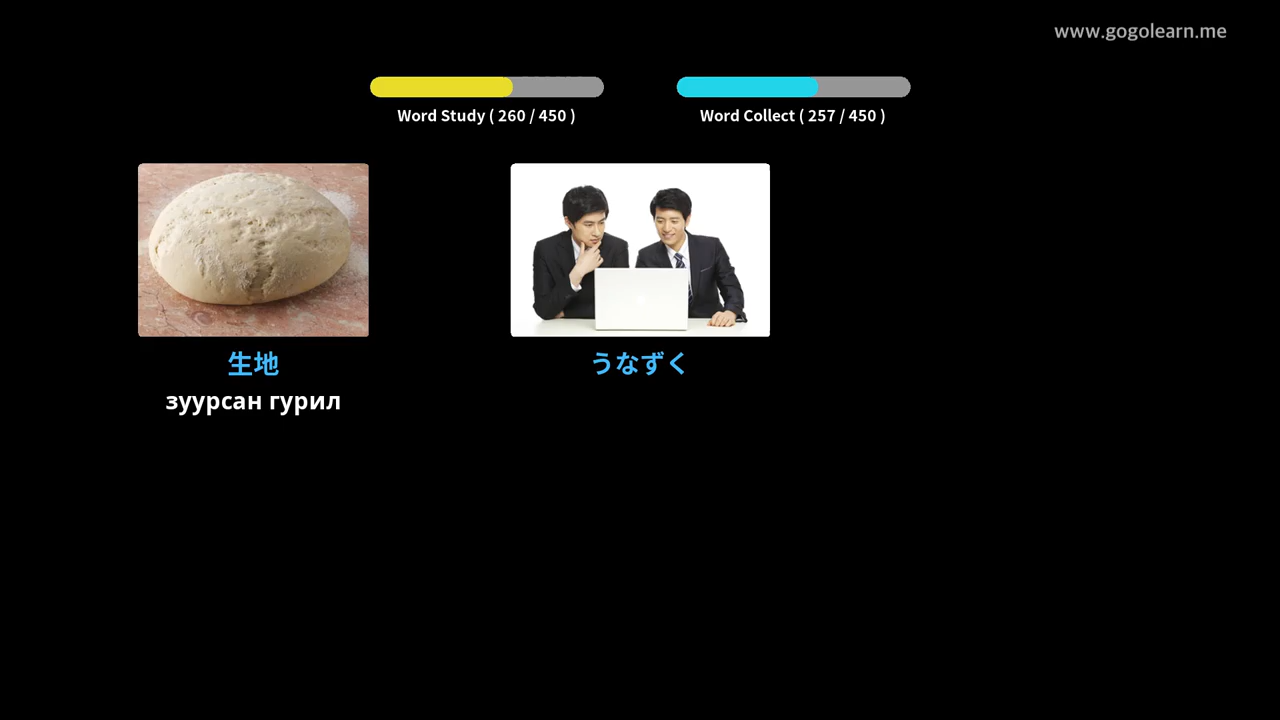 www.gogolearn.me
Word Study ( 260 / 450 )
Word Collect ( 257 / 450 )
生地
うなずく
зуурсан гурил